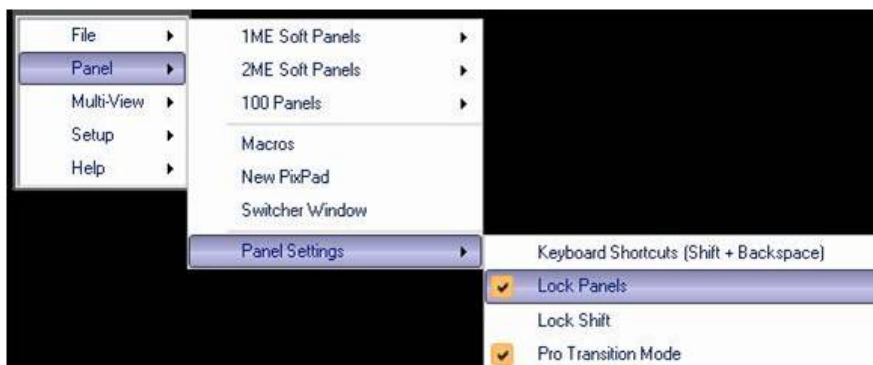 File
Panel
Multi-View
Setup
Help
1ME Soft Panels
2ME Soft Panels
100 Panels
Macros
New PixPad
Switcher Window
Panel Settings
Keyboard Shortcuts (Shift + Backspace)
Lock Panels
Lock Shift
Pro Transition Mode